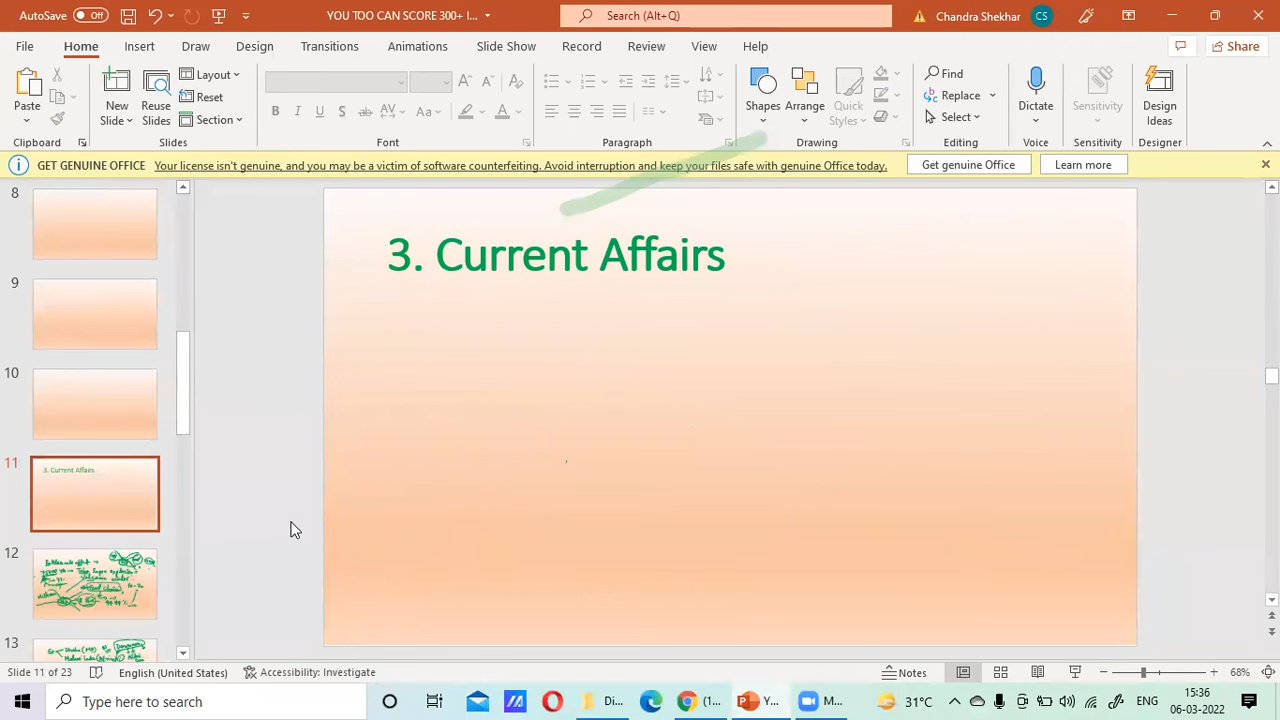 AutoSave Off YOU TOO CAN SCORE 300+ I... Search (Alt+Q) Chandra Shekhar CS
File Home Insert Draw Design Transitions Animations Slide Show Record Review View Help Share
Paste New Slide Reuse Slides Layout Reset Section Shapes Arrange Quick Styles Find Replace Select Dictate Sensitivity Design Ideas
Clipboard Slides Font Paragraph Drawing Editing Voice Sensitivity Designer
GET GENUINE OFFICE Your license isn't genuine, and you may be a victim of software counterfeiting. Avoid interruption and keep your files safe with genuine Office today. Get genuine Office Learn more
8
9
10
11
12
13
3. Current Affairs
3. Current Affairs
Slide 11 of 23 English (United States) Accessibility: Investigate Notes 68%
Type here to search Di... (1... Y... M... 31°C ENG 15:36
06-03-2022